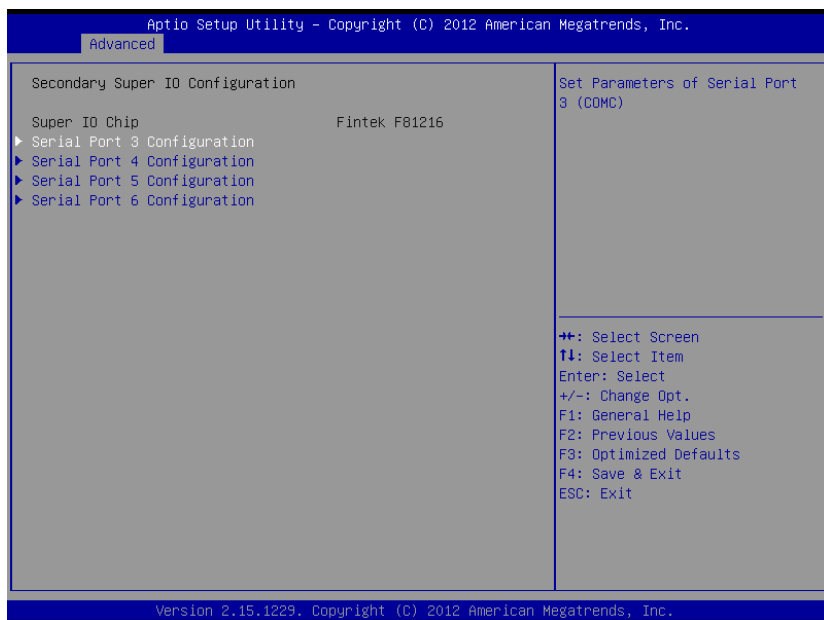 Aptio Setup Utility – Copyright (C) 2012 American Megatrends, Inc.
Advanced
Secondary Super IO Configuration
Super IO Chip Fintek F81216
▶ Serial Port 3 Configuration
▶ Serial Port 4 Configuration
▶ Serial Port 5 Configuration
▶ Serial Port 6 Configuration
Set Parameters of Serial Port
3 (COMC)
→←: Select Screen
↑↓: Select Item
Enter: Select
+/-: Change Opt.
F1: General Help
F2: Previous Values
F3: Optimized Defaults
F4: Save & Exit
ESC: Exit
Version 2.15.1229. Copyright (C) 2012 American Megatrends, Inc.